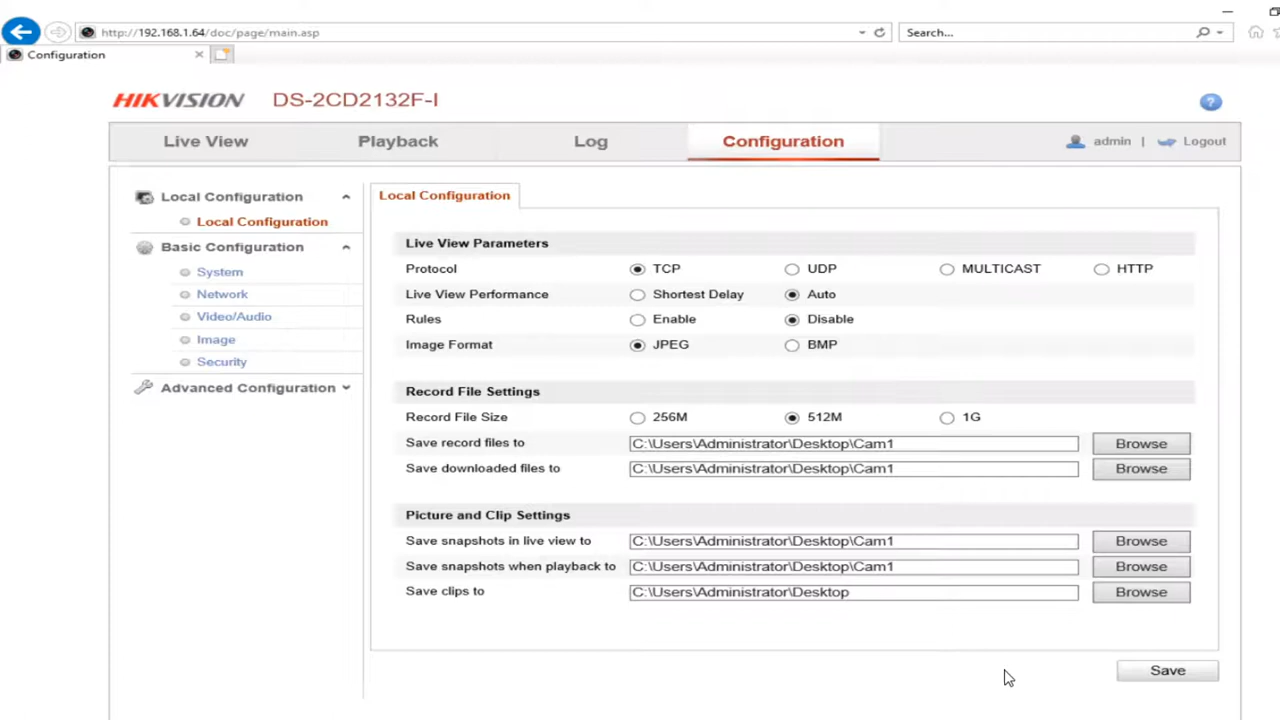 http://192.168.1.64/doc/page/main.asp Search...
Configuration
HIKVISION DS-2CD2132F-I ?
Live View Playback Log Configuration admin | Logout
Local Configuration
Local Configuration
Basic Configuration
System
Network
Video/Audio
Image
Security
Advanced Configuration
Local Configuration
Live View Parameters
Protocol TCP UDP MULTICAST HTTP
Live View Performance Shortest Delay Auto
Rules Enable Disable
Image Format JPEG BMP
Record File Settings
Record File Size 256M 512M 1G
Save record files to C:\Users\Administrator\Desktop\Cam1 Browse
Save downloaded files to C:\Users\Administrator\Desktop\Cam1 Browse
Picture and Clip Settings
Save snapshots in live view to C:\Users\Administrator\Desktop\Cam1 Browse
Save snapshots when playback to C:\Users\Administrator\Desktop\Cam1 Browse
Save clips to C:\Users\Administrator\Desktop Browse
Save